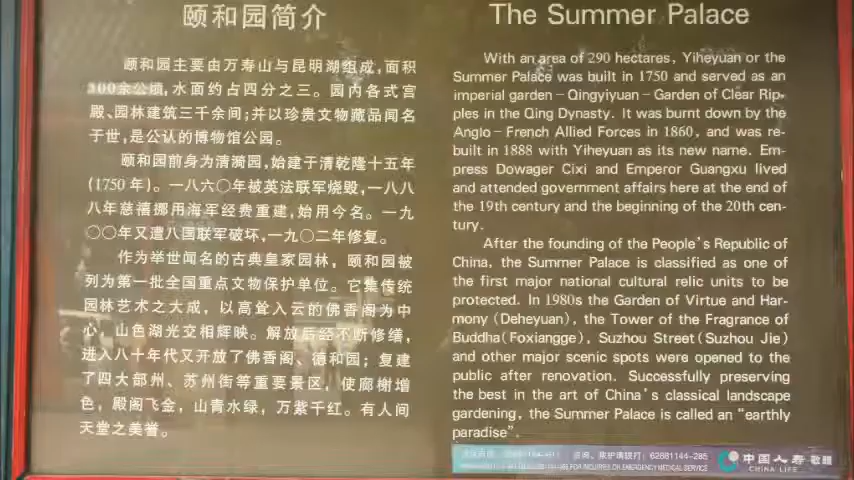 颐和园简介
颐和园主要由万寿山与昆明湖组成,面积
300余公顷,水面约占四分之三。园内各式宫
殿、园林建筑三千余间;并以珍贵文物藏品闻名
于世,是公认的博物馆公园。
颐和园前身为清漪园,始建于清乾隆十五年
(1750年)。一八六〇年被英法联军烧毁,一八八
八年慈禧挪用海军经费重建,始用今名。一九
〇〇年又遭八国联军破坏,一九〇二年修复。
作为举世闻名的古典皇家园林,颐和园被
列为第一批全国重点文物保护单位。它集传统
园林艺术之大成,以高耸入云的佛香阁为中
心,山色湖光交相辉映。解放后经不断修缮,
进入八十年代又开放了佛香阁、德和园;复建
了四大部州、苏州街等重要景区,使廊榭增
色,殿阁飞金,山青水绿,万紫千红。有人间
天堂之美誉。
The Summer Palace
With an area of 290 hectares, Yiheyuan or the
Summer Palace was built in 1750 and served as an
imperial garden – Qingyiyuan – Garden of Clear Rip-
ples in the Qing Dynasty. It was burnt down by the
Anglo – French Allied Forces in 1860, and was re-
built in 1888 with Yiheyuan as its new name. Em-
press Dowager Cixi and Emperor Guangxu lived
and attended government affairs here at the end of
the 19th century and the beginning of the 20th cen-
tury.
After the founding of the People's Republic of
China, the Summer Palace is classified as one of
the first major national cultural relic units to be
protected. In 1980s the Garden of Virtue and Har-
mony (Deheyuan), the Tower of the Fragrance of
Buddha(Foxiangge), Suzhou Street(Suzhou Jie)
and other major scenic spots were opened to the
public after renovation. Successfully preserving
the best in the art of China's classical landscape
gardening, the Summer Palace is called an "earthly
paradise".
咨询、救护请拨打:62881144-285
FOR INQUIRIES OR EMERGENCY MEDICAL SERVICE
中国人寿 敬赠
CHINA LIFE